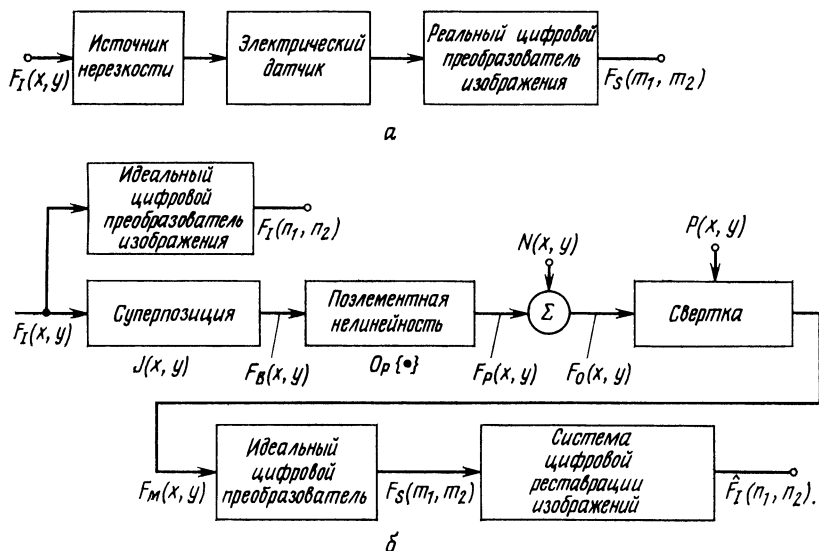 Источник
нерезкости
Электрический
датчик
Реальный цифровой
преобразователь
изображения
F_I(x, y)
F_S(m_1, m_2)
а
Идеальный
цифровой
преобразователь
изображения
F_I(n_1, n_2)
N(x, y)
P(x, y)
Суперпозиция
Поэлементная
нелинейность
Σ
Свертка
F_I(x, y)
J(x, y)
F_B(x, y)
O_P{•}
F_P(x, y)
F_O(x, y)
Идеальный
цифровой
преобразователь
Система
цифровой
реставрации
изображений
F_M(x, y)
F_S(m_1, m_2)
F̂_I(n_1, n_2).
б